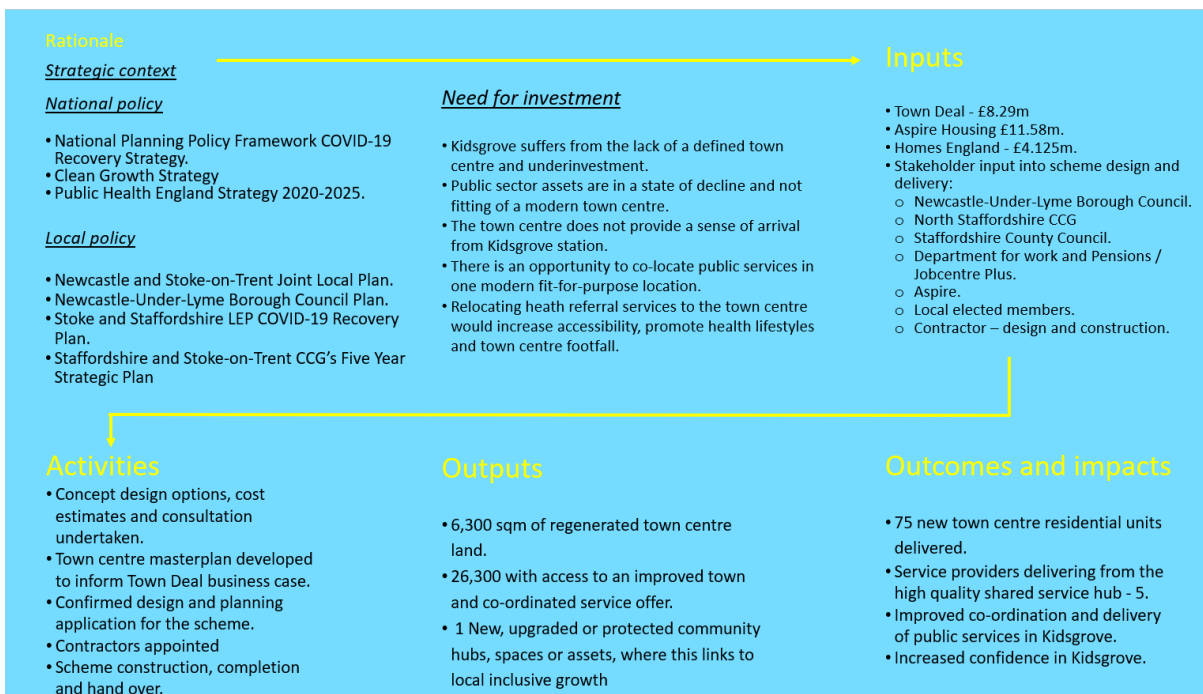 Rationale
Strategic context
National policy
• National Planning Policy Framework COVID-19
Recovery Strategy.
• Clean Growth Strategy
• Public Health England Strategy 2020-2025.
Local policy
• Newcastle and Stoke-on-Trent Joint Local Plan.
• Newcastle-Under-Lyme Borough Council Plan.
• Stoke and Staffordshire LEP COVID-19 Recovery
Plan.
• Staffordshire and Stoke-on-Trent CCG's Five Year
Strategic Plan
Need for investment
• Kidsgrove suffers from the lack of a defined town
centre and underinvestment.
• Public sector assets are in a state of decline and not
fitting of a modern town centre.
• The town centre does not provide a sense of arrival
from Kidsgrove station.
• There is an opportunity to co-locate public services in
one modern fit-for-purpose location.
• Relocating heath referral services to the town centre
would increase accessibility, promote health lifestyles
and town centre footfall.
Inputs
• Town Deal - £8.29m
• Aspire Housing £11.58m.
• Homes England - £4.125m.
• Stakeholder input into scheme design and
delivery:
o Newcastle-Under-Lyme Borough Council.
o North Staffordshire CCG
o Staffordshire County Council.
o Department for work and Pensions /
Jobcentre Plus.
o Aspire.
o Local elected members.
o Contractor – design and construction.
Activities
• Concept design options, cost
estimates and consultation
undertaken.
• Town centre masterplan developed
to inform Town Deal business case.
• Confirmed design and planning
application for the scheme.
• Contractors appointed
• Scheme construction, completion
and hand over.
Outputs
• 6,300 sqm of regenerated town centre
land.
• 26,300 with access to an improved town
and co-ordinated service offer.
• 1 New, upgraded or protected community
hubs, spaces or assets, where this links to
local inclusive growth
Outcomes and impacts
• 75 new town centre residential units
delivered.
• Service providers delivering from the
high quality shared service hub - 5.
• Improved co-ordination and delivery
of public services in Kidsgrove.
• Increased confidence in Kidsgrove.